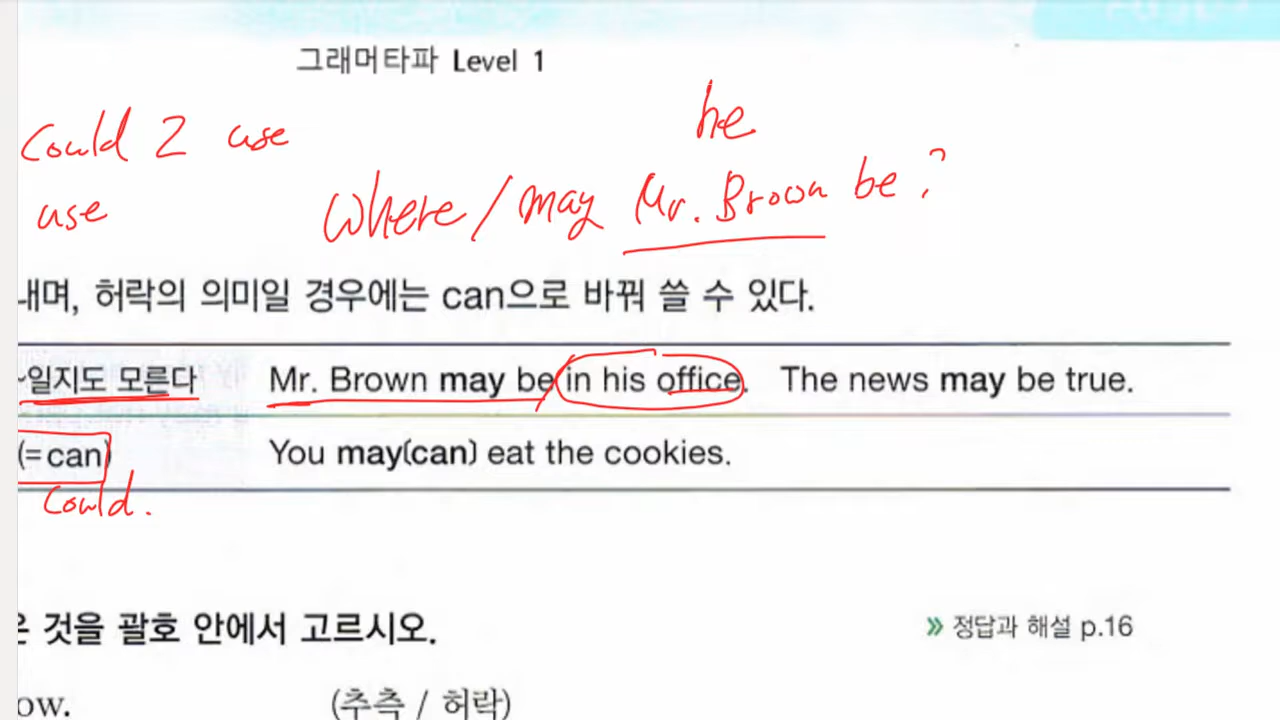 그래머타파 Level 1
he
could 2 use
use
Where / may Mr. Brown be?
내며, 허락의 의미일 경우에는 can으로 바꿔 쓸 수 있다.
~일지도 모른다 Mr. Brown may be in his office. The news may be true.
(=can) You may(can) eat the cookies.
could.
것을 괄호 안에서 고르시오.
» 정답과 해설 p.16
(추측 / 허락)